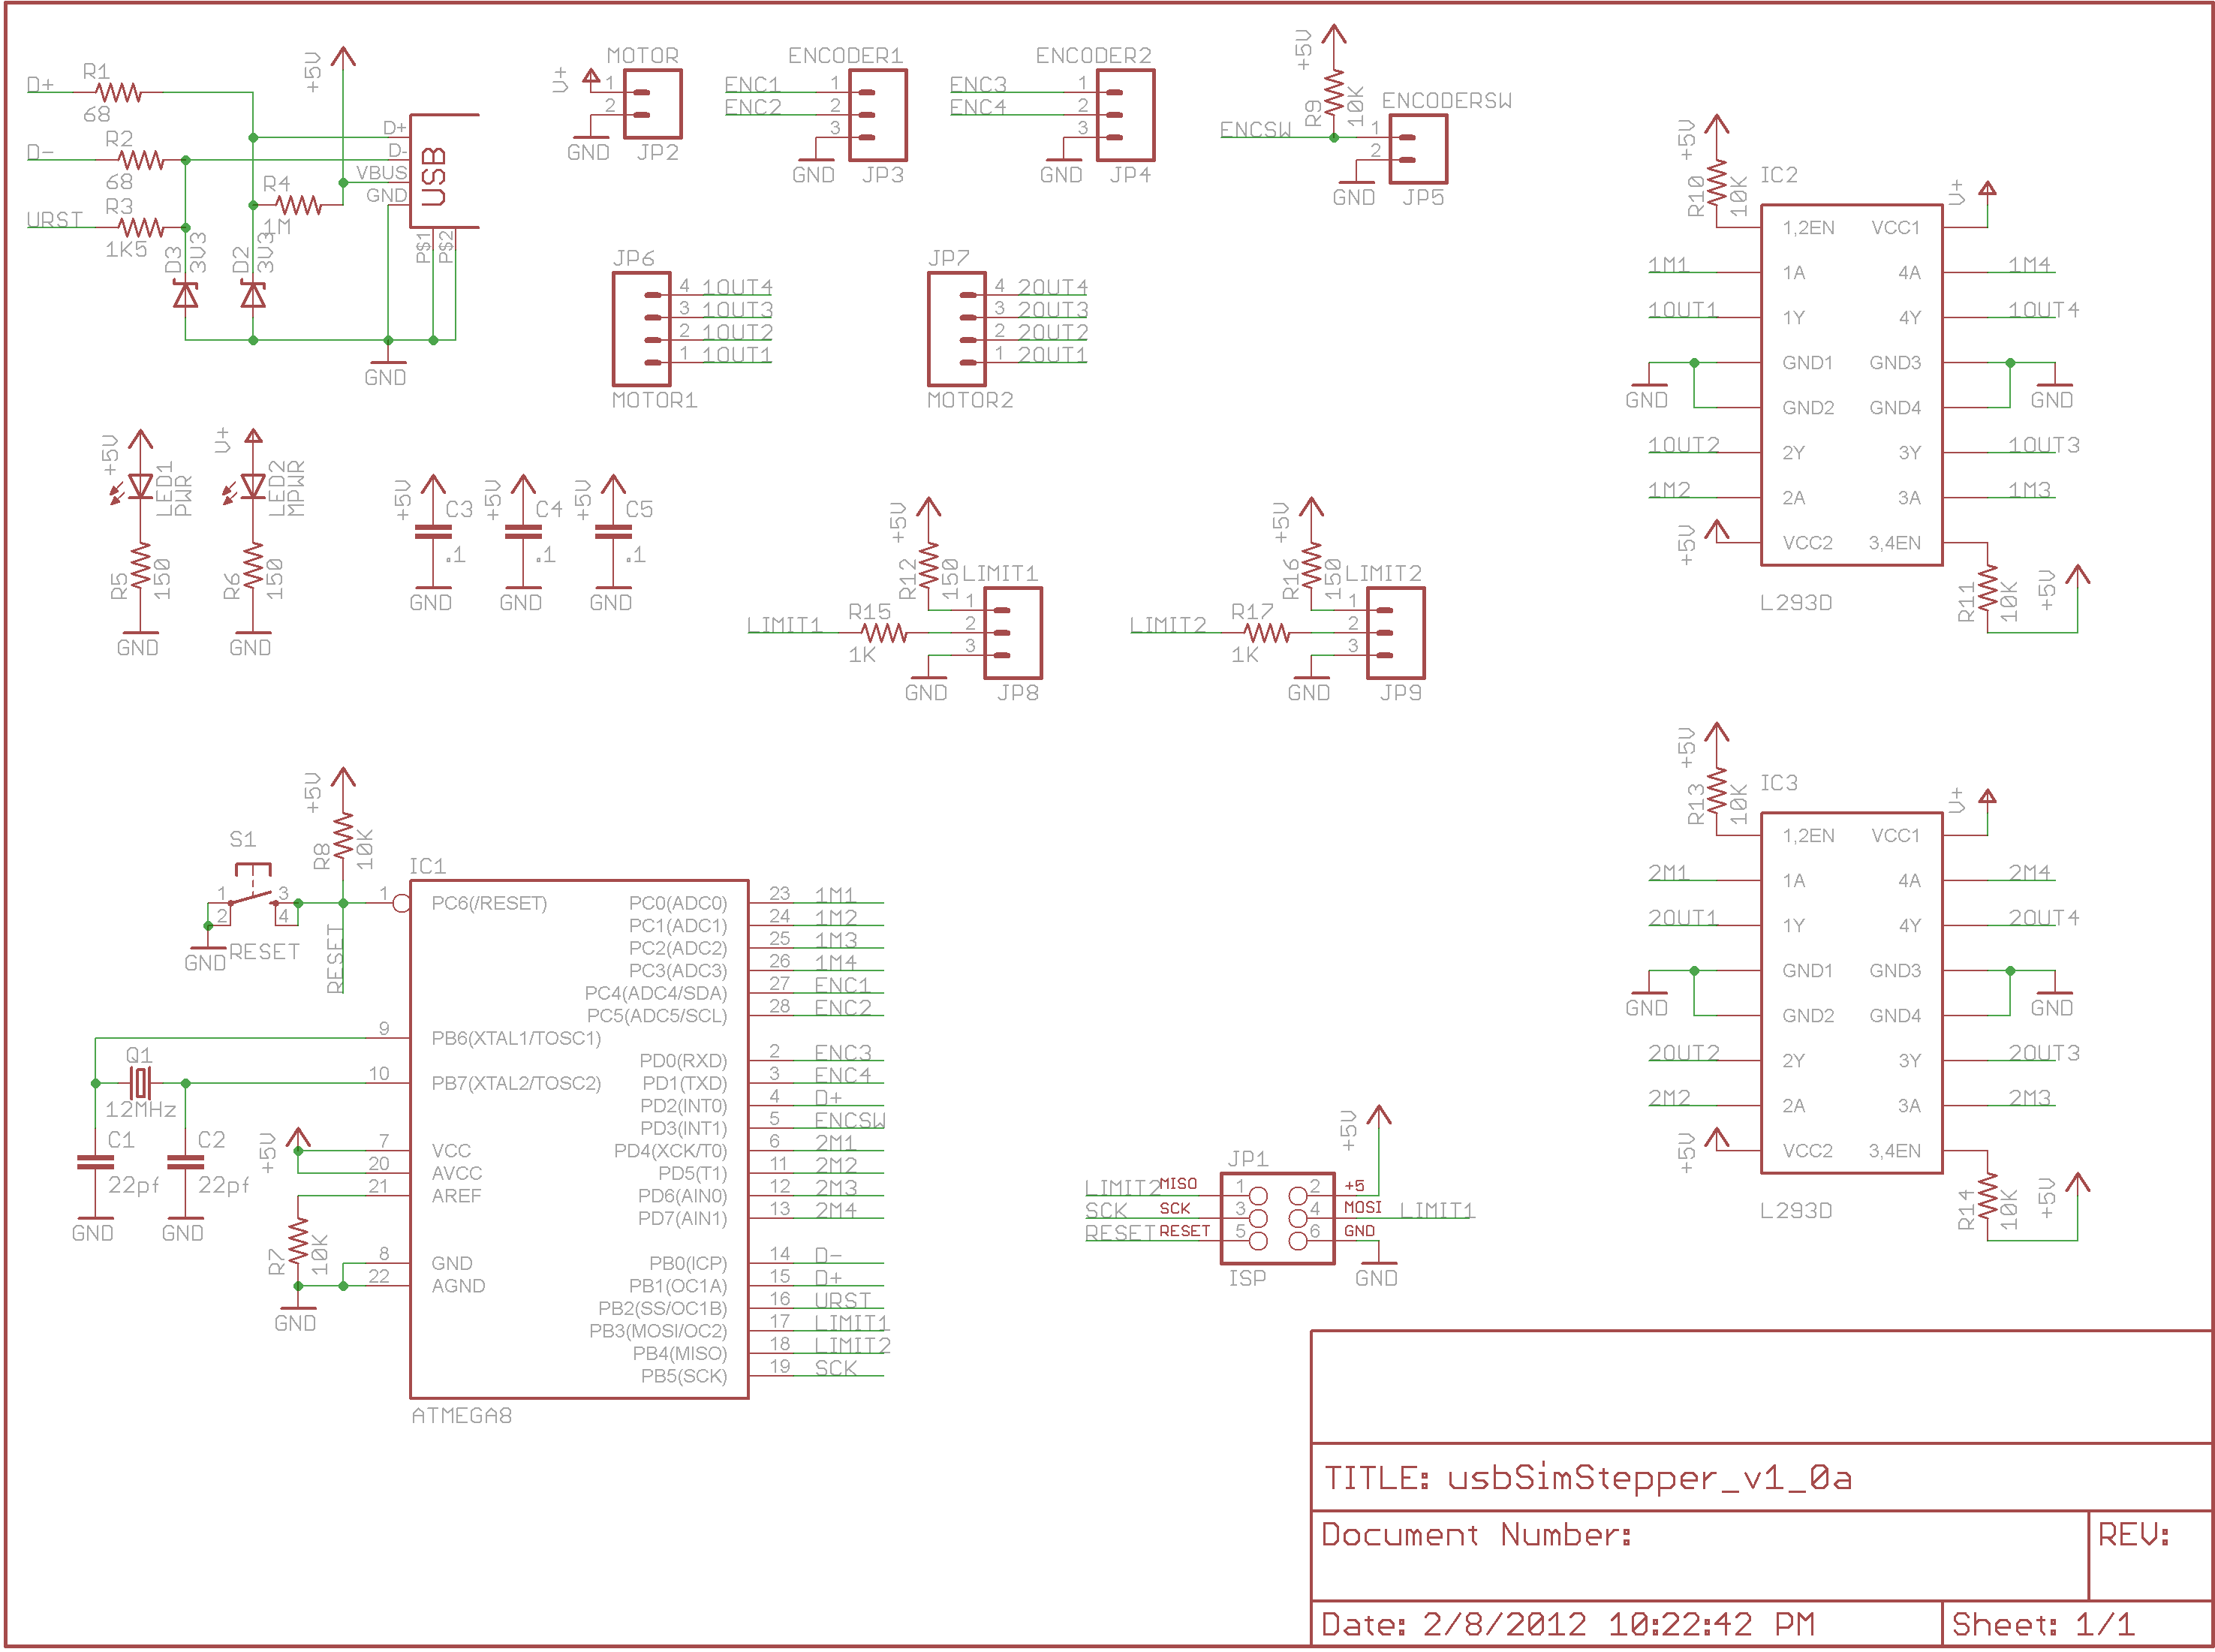 D+
R1
68
D-
R2
68
URST
R3
1K5
D3
3V3
D2
3V3
R4
1M
+5V
D+
D-
VBUS
GND
USB
P$1
P$2
GND
MOTOR
V+
1
2
GND
JP2
ENCODER1
ENC1
ENC2
1
2
3
GND
JP3
ENCODER2
ENC3
ENC4
1
2
3
GND
JP4
+5V
R9
10K
ENCODERSW
ENCSW
1
2
GND
JP5
JP6
4 1OUT4
3 1OUT3
2 1OUT2
1 1OUT1
MOTOR1
JP7
4 2OUT4
3 2OUT3
2 2OUT2
1 2OUT1
MOTOR2
+5V
R10
10K
IC2
V+
1,2EN VCC1
1M1 1A 4A 1M4
1OUT1 1Y 4Y 1OUT4
GND1 GND3
GND GND
GND2 GND4
1OUT2 2Y 3Y 1OUT3
1M2 2A 3A 1M3
+5V VCC2 3,4EN
L293D
R11
10K
+5V
+5V
LED1
PWR
R5
150
GND
V+
LED2
MPWR
R6
150
GND
+5V
C3
.1
GND
+5V
C4
.1
GND
+5V
C5
.1
GND
+5V
R12
150
LIMIT1
LIMIT1
R15
1K
1
2
3
GND
JP8
+5V
R16
150
LIMIT2
LIMIT2
R17
1K
1
2
3
GND
JP9
+5V
R13
10K
IC3
V+
1,2EN VCC1
2M1 1A 4A 2M4
2OUT1 1Y 4Y 2OUT4
GND1 GND3
GND GND
GND2 GND4
2OUT2 2Y 3Y 2OUT3
2M2 2A 3A 2M3
+5V VCC2 3,4EN
L293D
R14
10K
+5V
+5V
R8
10K
S1
1 3
2 4
GND
RESET
RESET
IC1
1 PC6(/RESET) PC0(ADC0) 23 1M1
PC1(ADC1) 24 1M2
PC2(ADC2) 25 1M3
PC3(ADC3) 26 1M4
PC4(ADC4/SDA) 27 ENC1
PC5(ADC5/SCL) 28 ENC2
9 PB6(XTAL1/TOSC1)
PD0(RXD) 2 ENC3
10 PB7(XTAL2/TOSC2) PD1(TXD) 3 ENC4
PD2(INT0) 4 D+
PD3(INT1) 5 ENCSW
7 VCC PD4(XCK/T0) 6 2M1
20 AVCC PD5(T1) 11 2M2
21 AREF PD6(AIN0) 12 2M3
PD7(AIN1) 13 2M4
8 GND PB0(ICP) 14 D-
22 AGND PB1(OC1A) 15 D+
PB2(SS/OC1B) 16 URST
PB3(MOSI/OC2) 17 LIMIT1
PB4(MISO) 18 LIMIT2
PB5(SCK) 19 SCK
ATMEGA8
Q1
12MHz
C1
22pf
GND
C2
22pf
GND
+5V
R7
10K
GND
+5V
JP1
LIMIT2 MISO 1 2 +5
SCK SCK 3 4 MOSI LIMIT1
RESET RESET 5 6 GND
ISP
GND
TITLE: usbSimStepper_v1_0a
Document Number:
REV:
Date: 2/8/2012 10:22:42 PM
Sheet: 1/1